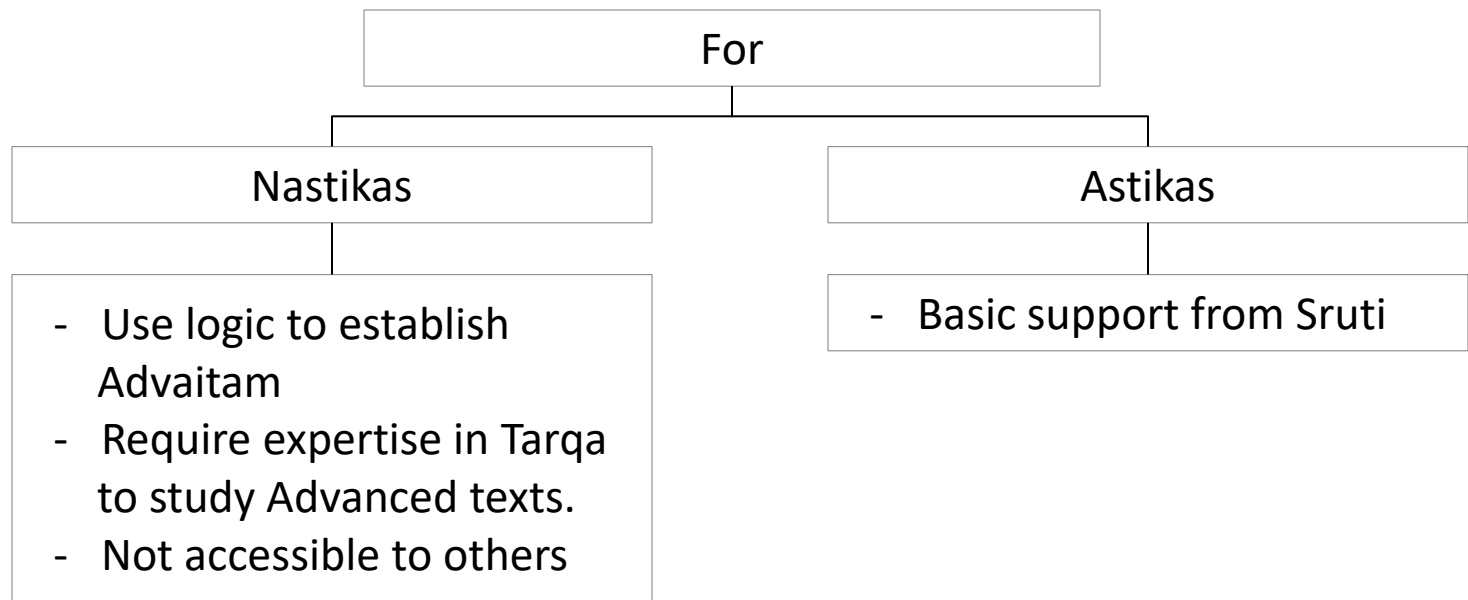 For
Nastikas
Astikas
- Use logic to establish
Advaitam
- Require expertise in Tarqa
to study Advanced texts.
- Not accessible to others
- Basic support from Sruti